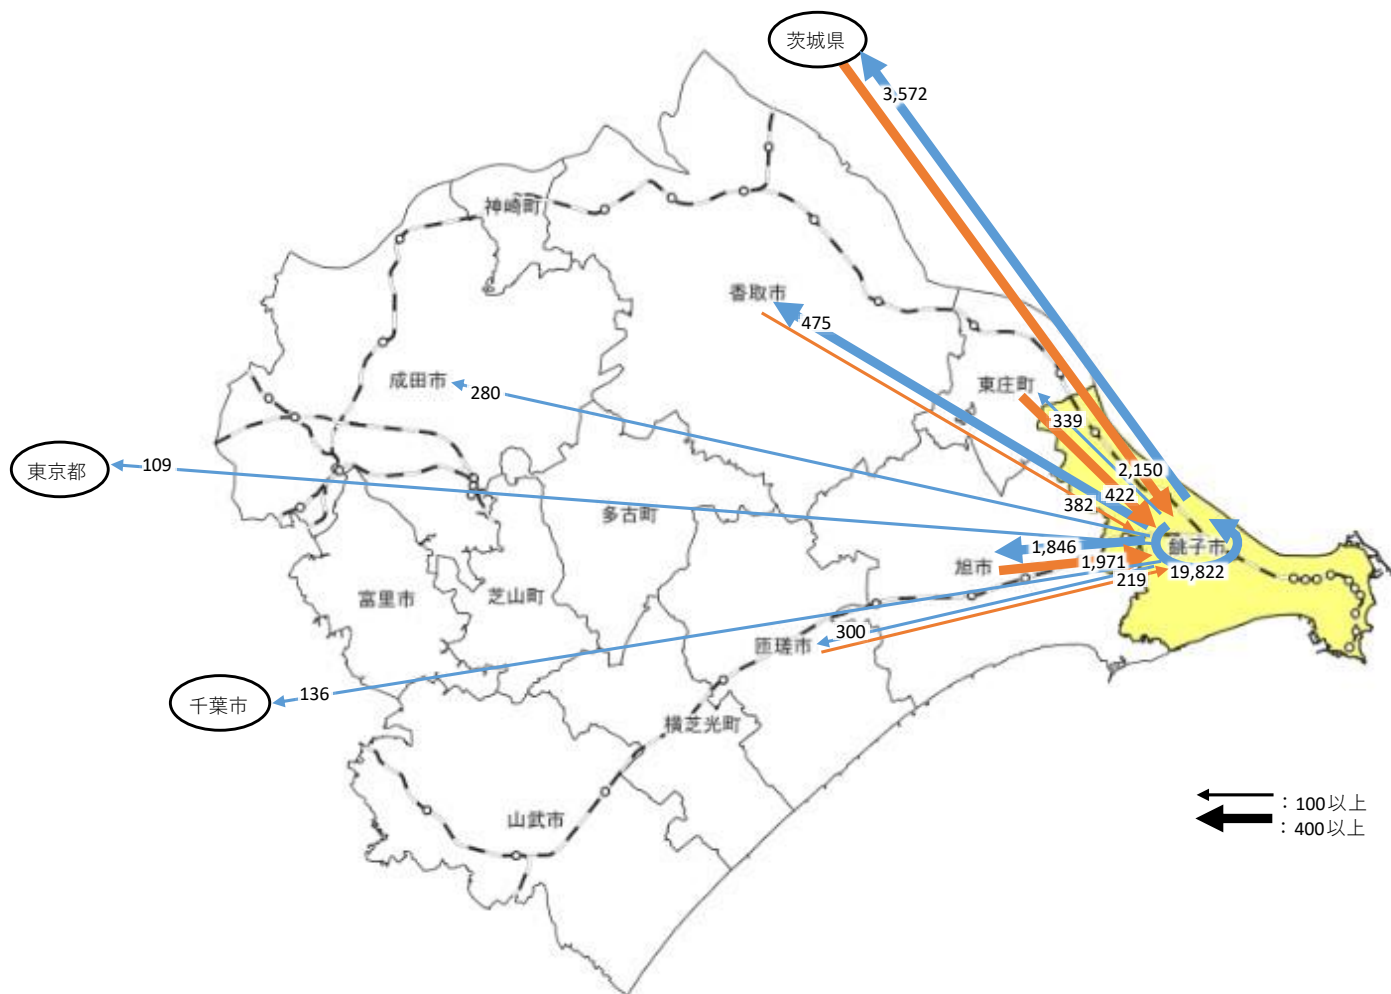 茨城県
3,572
神崎町
香取市
475
成田市
280
東庄町
339
東京都
109
2,150
422
382
多古町
1,846
銚子市
旭市
1,971
219
19,822
富里市
芝山町
300
匝瑳市
136
千葉市
横芝光町
山武市
：100以上
：400以上